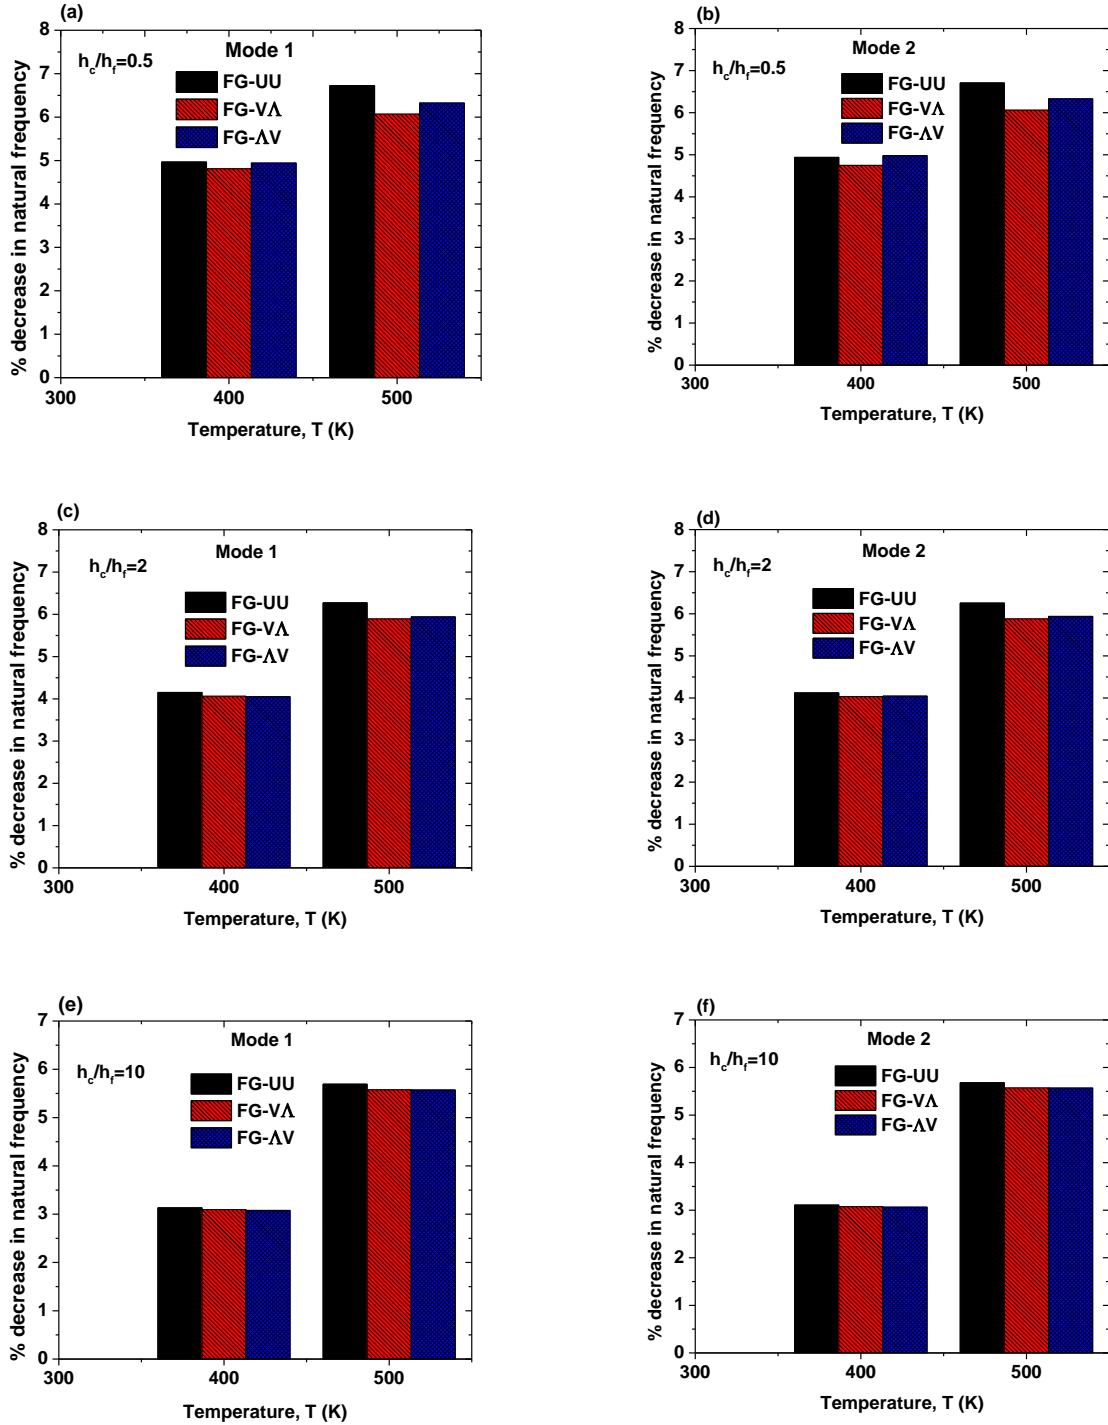 (a)
% decrease in natural frequency
8
7
6
5
4
3
2
1
0
h_c/h_f=0.5
Mode 1
FG-UU
FG-VΛ
FG-ΛV
300 400 500
Temperature, T (K)
(b)
% decrease in natural frequency
8
7
6
5
4
3
2
1
0
h_c/h_f=0.5
Mode 2
FG-UU
FG-VΛ
FG-ΛV
300 400 500
Temperature, T (K)
(c)
% decrease in natural frequency
8
7
6
5
4
3
2
1
0
h_c/h_f=2
Mode 1
FG-UU
FG-VΛ
FG-ΛV
300 400 500
Temperature, T (K)
(d)
% decrease in natural frequency
8
7
6
5
4
3
2
1
0
h_c/h_f=2
Mode 2
FG-UU
FG-VΛ
FG-ΛV
300 400 500
Temperature, T (K)
(e)
% decrease in natural frequency
7
6
5
4
3
2
1
0
h_c/h_f=10
Mode 1
FG-UU
FG-VΛ
FG-ΛV
300 400 500
Temperature, T (K)
(f)
% decrease in natural frequency
7
6
5
4
3
2
1
0
h_c/h_f=10
Mode 2
FG-UU
FG-VΛ
FG-ΛV
300 400 500
Temperature, T (K)